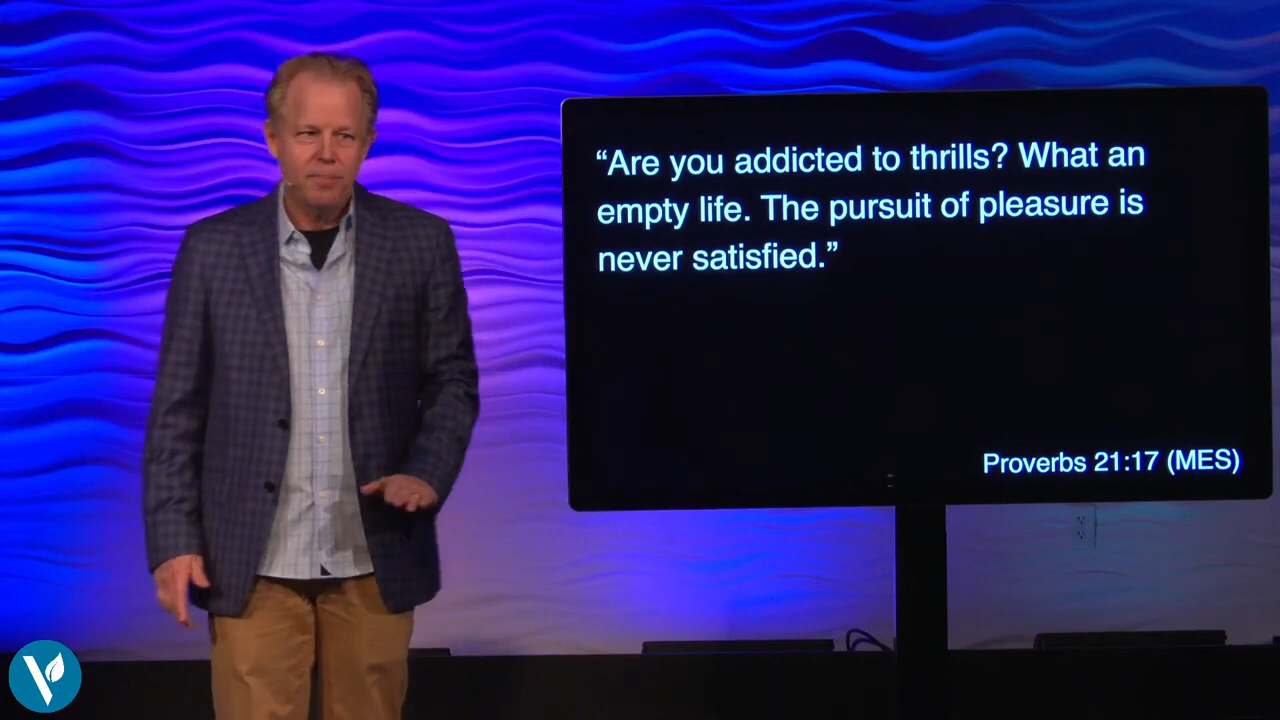 “Are you addicted to thrills? What an
empty life. The pursuit of pleasure is
never satisfied.”
Proverbs 21:17 (MES)